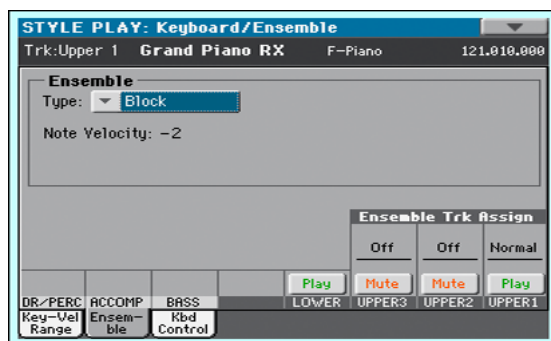 STYLE PLAY: Keyboard/Ensemble
Trk:Upper 1 Grand Piano RX F-Piano 121.010.000
Ensemble
Type: Block
Note Velocity: -2
Ensemble Trk Assign
Off Off Normal
Play Mute Mute Play
DR/PERC ACCOMP BASS LOWER UPPER3 UPPER2 UPPER1
Key-Vel Ensem- Kbd
Range ble Control